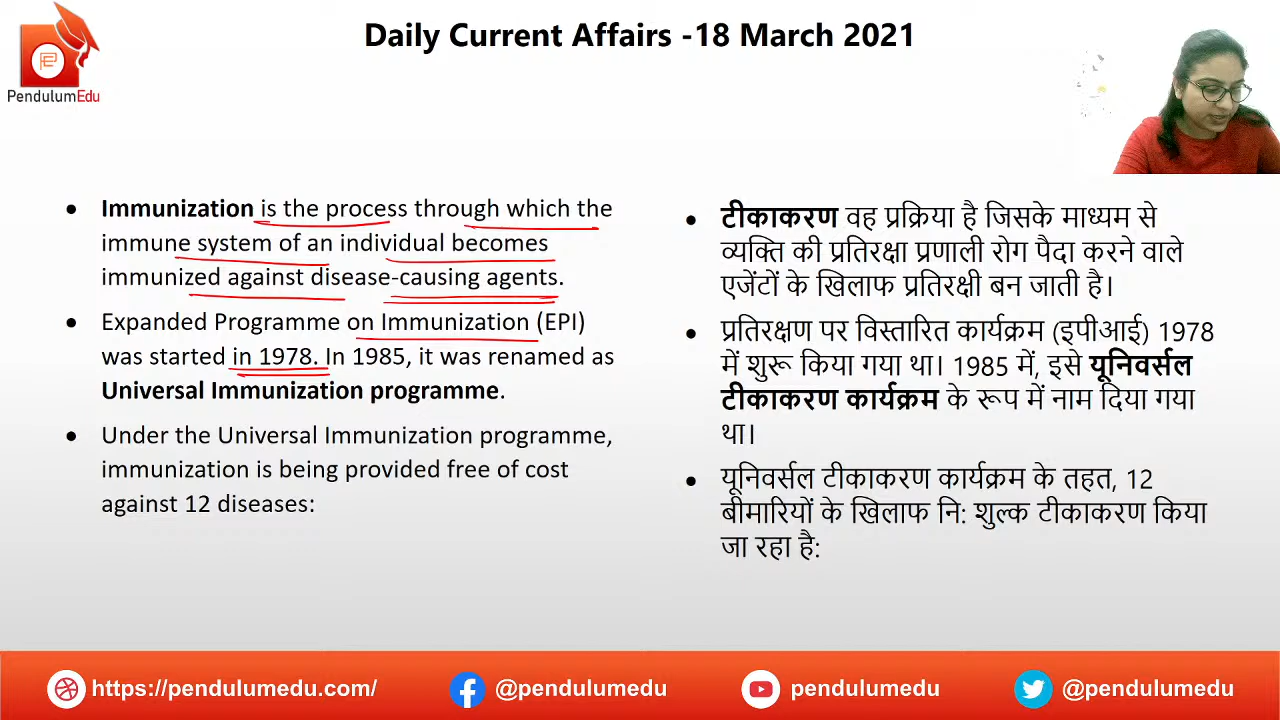 Daily Current Affairs -18 March 2021
PendulumEdu
• Immunization is the process through which the
immune system of an individual becomes
immunized against disease-causing agents.
• Expanded Programme on Immunization (EPI)
was started in 1978. In 1985, it was renamed as
Universal Immunization programme.
• Under the Universal Immunization programme,
immunization is being provided free of cost
against 12 diseases:
• टीकाकरण वह प्रक्रिया है जिसके माध्यम से
व्यक्ति की प्रतिरक्षा प्रणाली रोग पैदा करने वाले
एजेंटों के खिलाफ प्रतिरक्षी बन जाती है।
• प्रतिरक्षण पर विस्तारित कार्यक्रम (इपीआई) 1978
में शुरू किया गया था। 1985 में, इसे यूनिवर्सल
टीकाकरण कार्यक्रम के रूप में नाम दिया गया
था।
• यूनिवर्सल टीकाकरण कार्यक्रम के तहत, 12
बीमारियों के खिलाफ नि: शुल्क टीकाकरण किया
जा रहा है:
https://pendulumedu.com/
@pendulumedu
pendulumedu
@pendulumedu